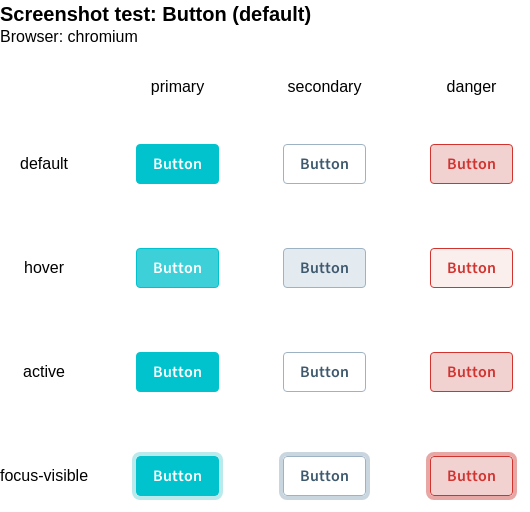 Screenshot test: Button (default)
Browser: chromium
primary secondary danger
default Button Button Button
hover Button Button Button
active Button Button Button
focus-visible Button Button Button